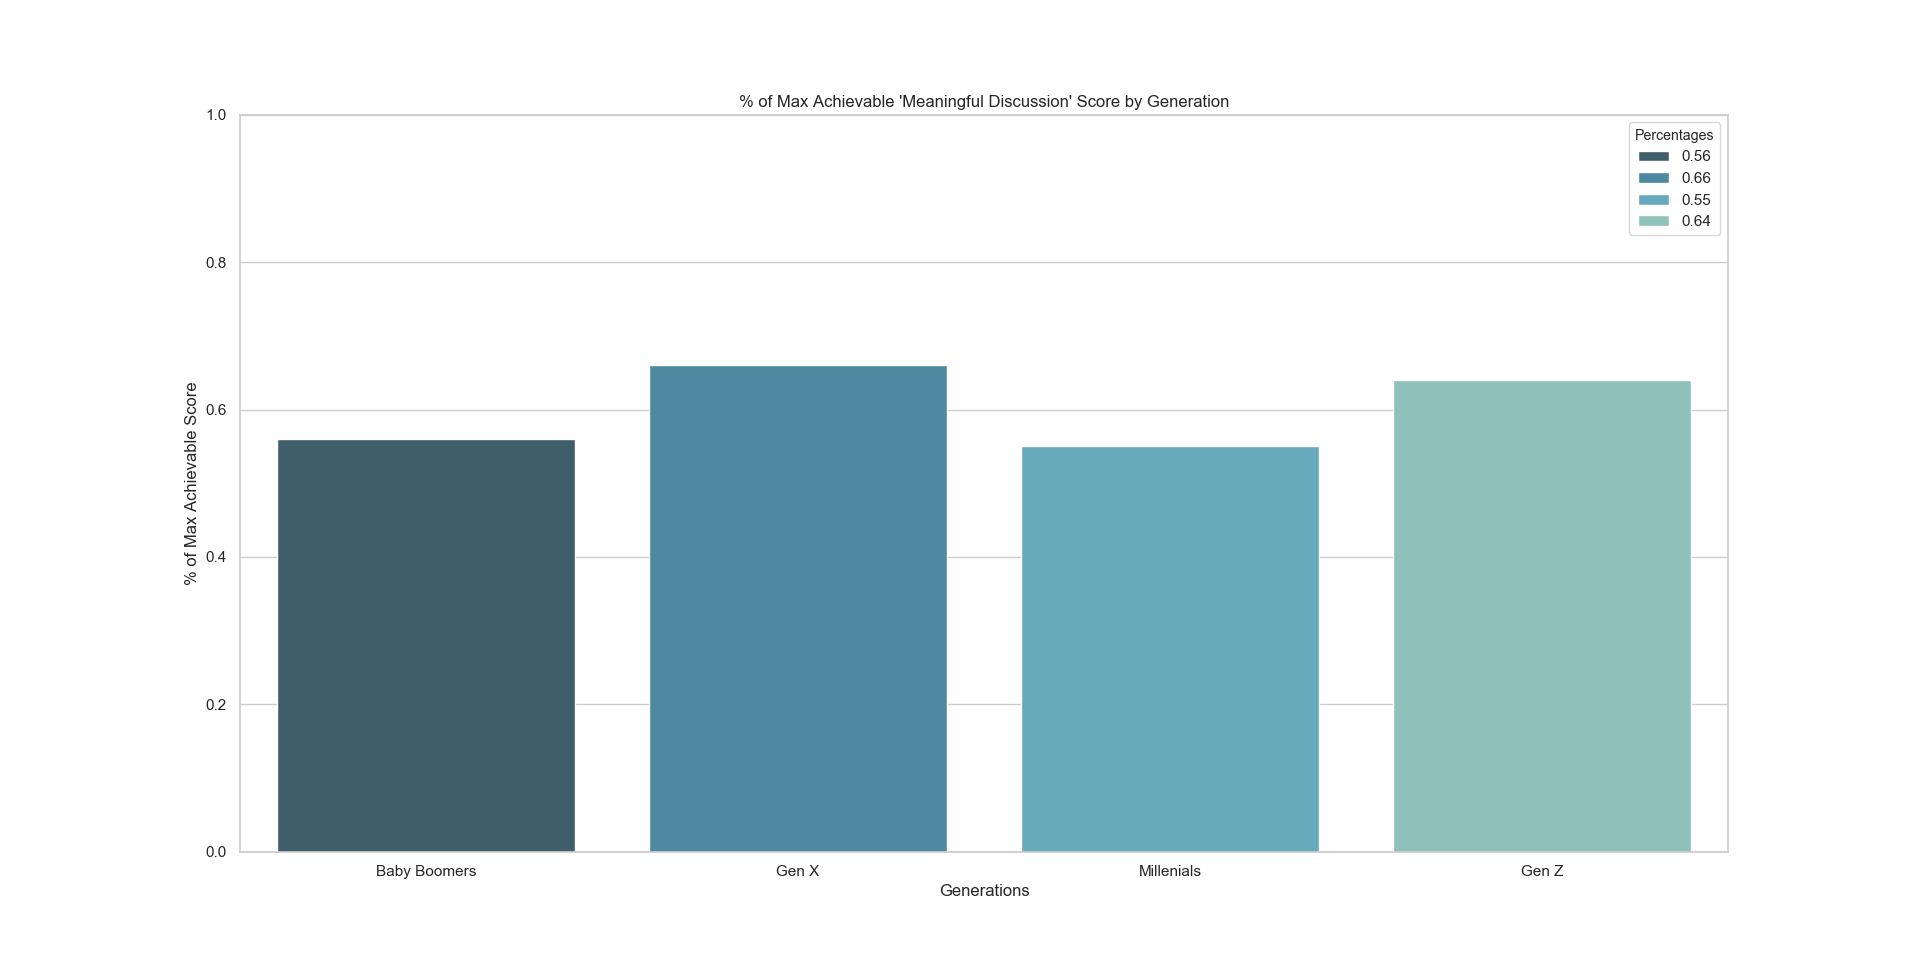 % of Max Achievable 'Meaningful Discussion' Score by Generation
1.0
0.8
0.6
0.4
0.2
0.0
% of Max Achievable Score
Percentages
0.56
0.66
0.55
0.64
Baby Boomers
Gen X
Millenials
Gen Z
Generations